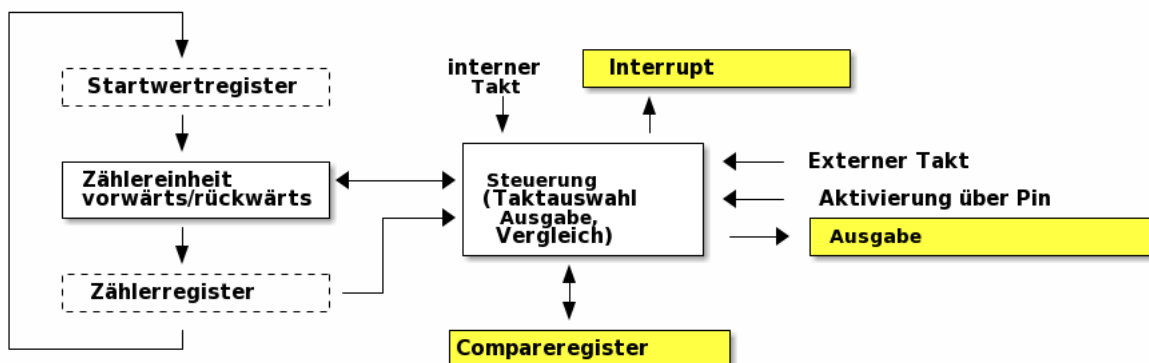 Startwertregister
Zählereinheit
vorwärts/rückwärts
Zählerregister
interner
Takt
Interrupt
Steuerung
(Taktauswahl
Ausgabe,
Vergleich)
Externer Takt
Aktivierung über Pin
Ausgabe
Compareregister